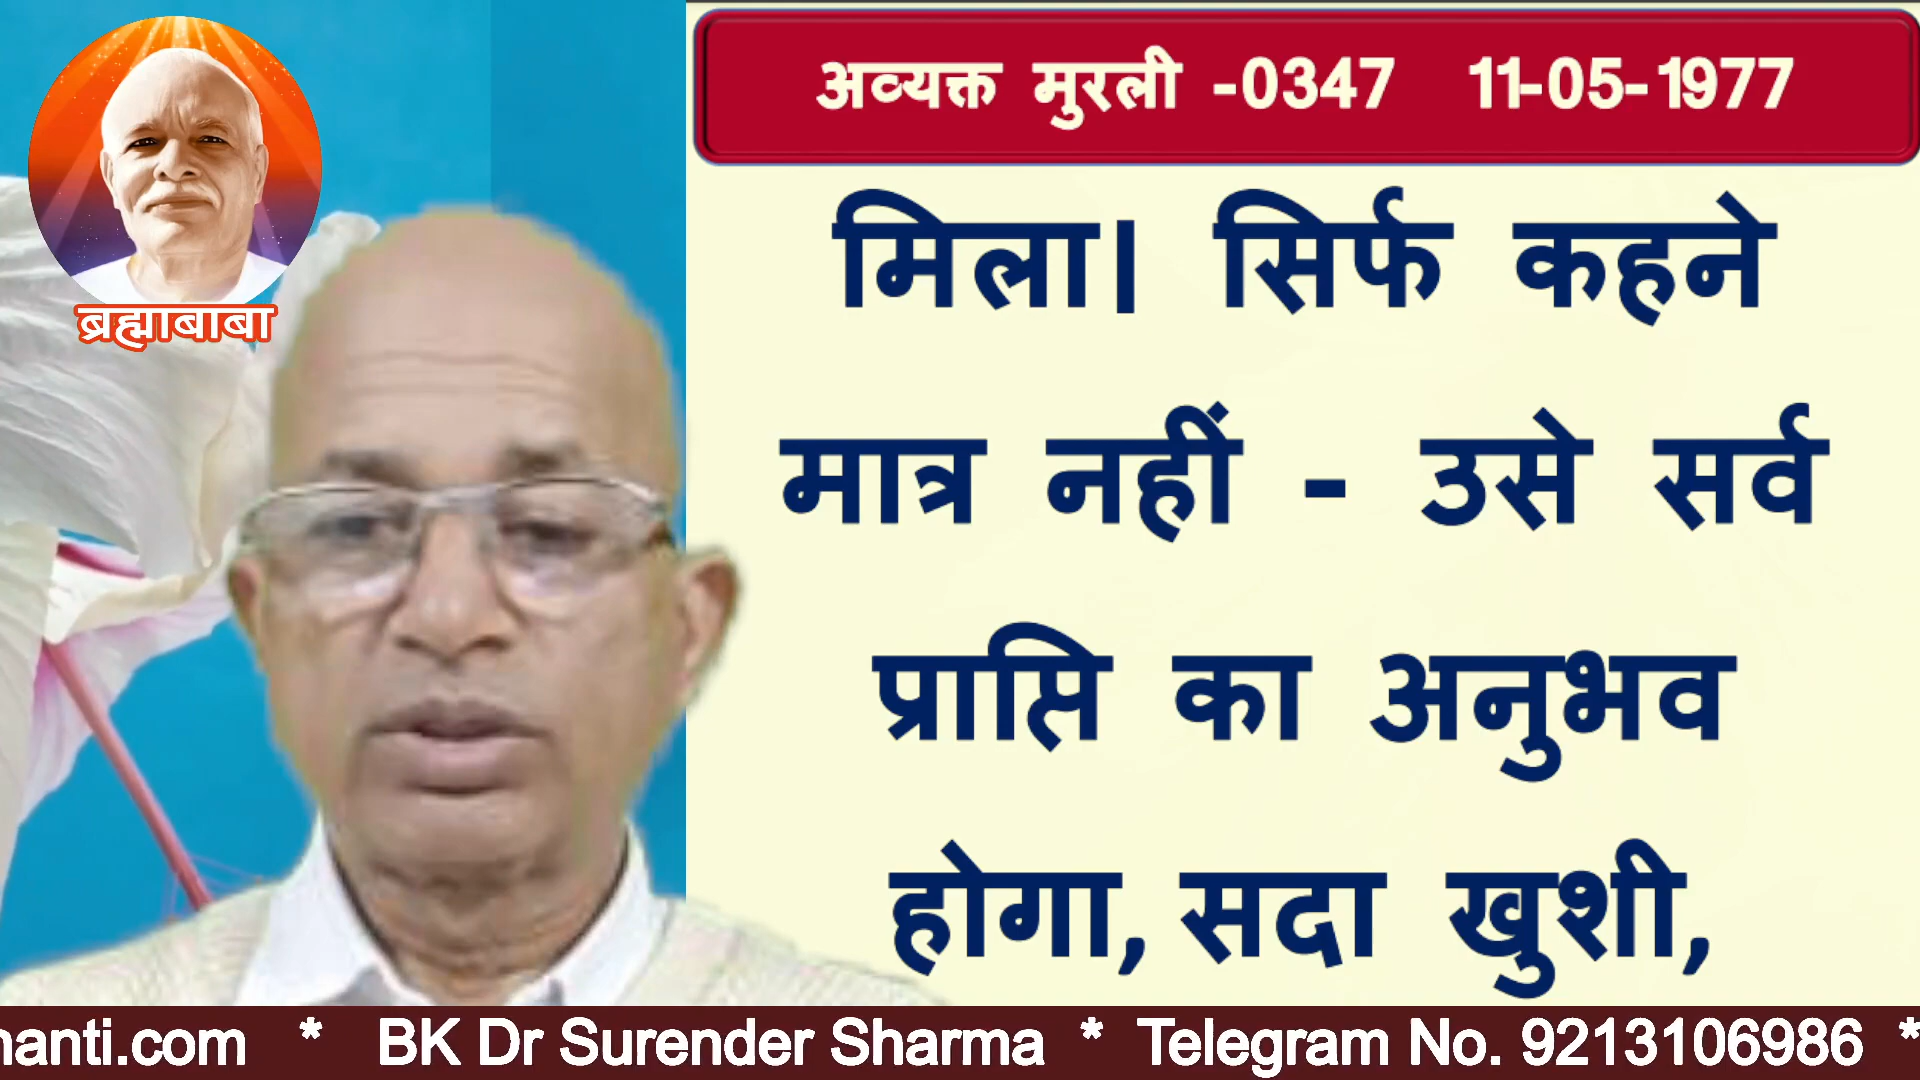 अव्यक्त मुरली -0347 11-05-1977
ब्रह्माबाबा
मिला। सिर्फ कहने
मात्र नहीं - उसे सर्व
प्राप्ति का अनुभव
होगा, सदा खुशी,
hanti.com * BK Dr Surender Sharma * Telegram No. 9213106986 *